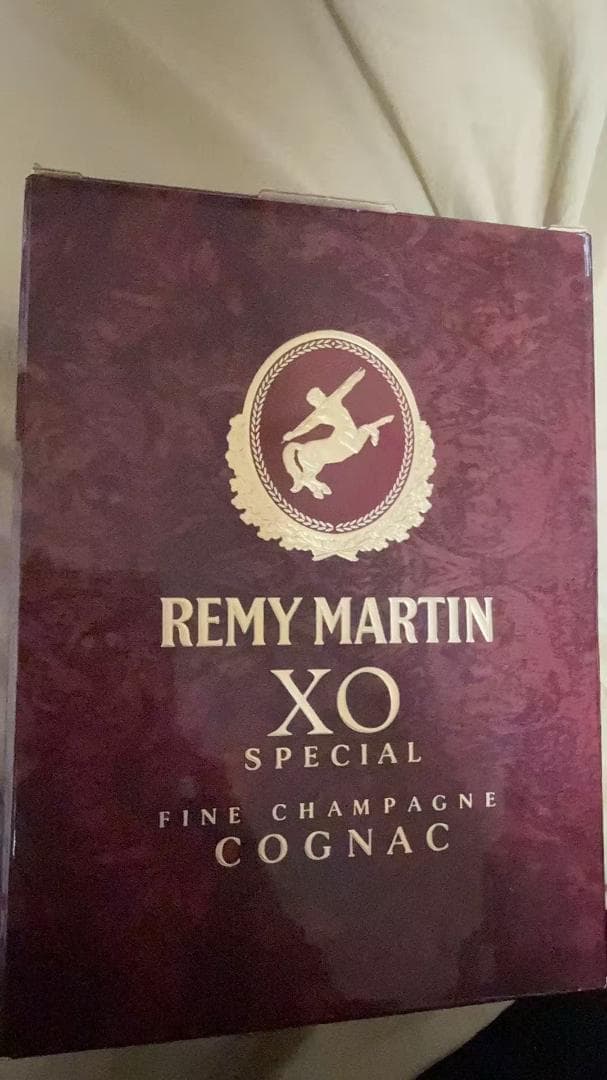 REMY MARTIN
XO
SPECIAL
FINE CHAMPAGNE
COGNAC